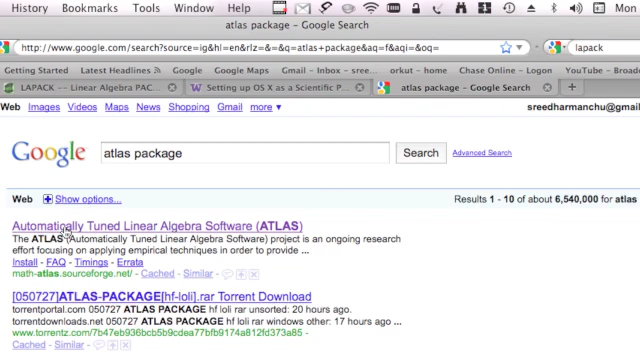 History Bookmarks Tools Window Help Mon
atlas package - Google Search
http://www.google.com/search?source=ig&hl=en&rlz=&=&q=atlas+package&aq=f&aqi=&oq=
lapack
Getting Started Latest Headlines Google Google Maps Gmail - Inbox - sree... orkut - home Chase Online - Logon YouTube - Broad
LAPACK -- Linear Algebra PAC... Setting up OS X as a Scientific P... atlas package - Google Search
Web Images Videos Maps News Shopping Gmail more sreedharmanchu@gmail
Google atlas package Search Advanced Search
Web Show options... Results 1 - 10 of about 6,540,000 for atlas
Automatically Tuned Linear Algebra Software (ATLAS)
The ATLAS (Automatically Tuned Linear Algebra Software) project is an ongoing research
effort focusing on applying empirical techniques in order to provide ...
Install - FAQ - Timings - Errata
math-atlas.sourceforge.net/ - Cached - Similar -
[050727]ATLAS-PACKAGE[hf-loli].rar Torrent Download
torrentportal.com 050727 ATLAS PACKAGE hf loli rar unsorted: 20 hours ago.
torrentdownloads.net 050727 ATLAS PACKAGE hf loli rar windows other: 17 hours ago ...
Cached - Similar -